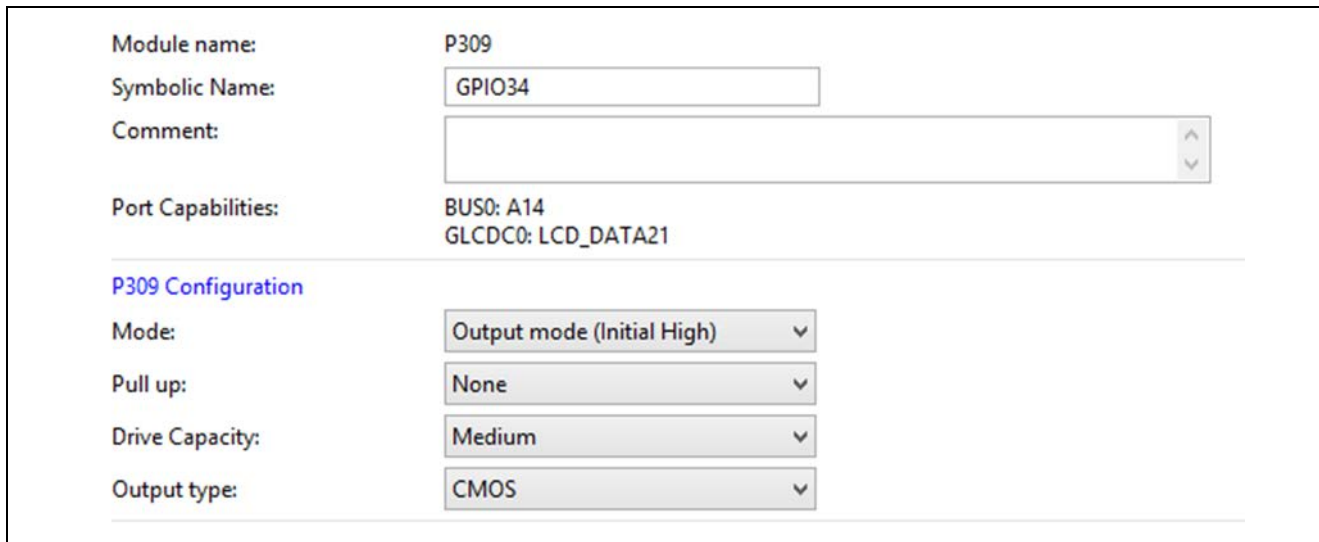 Module name: P309
Symbolic Name: GPIO34
Comment:
Port Capabilities: BUS0: A14
GLCDC0: LCD_DATA21
P309 Configuration
Mode: Output mode (Initial High)
Pull up: None
Drive Capacity: Medium
Output type: CMOS